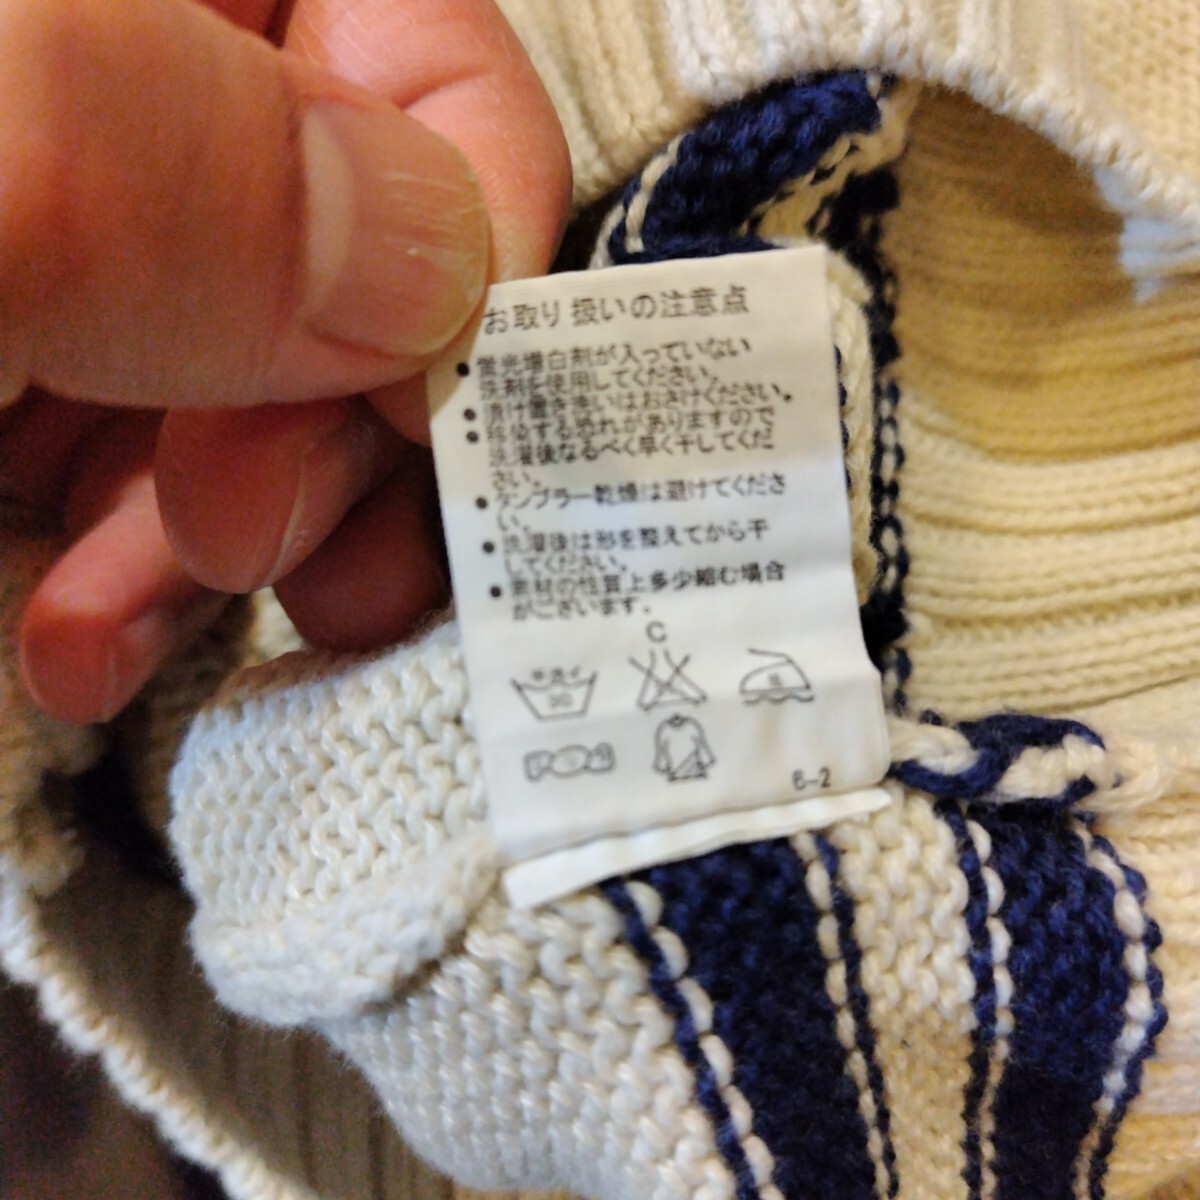 お取り扱いの注意点
● 蛍光増白剤が入っていない
洗剤を使用してください。
● 漬け置き洗いはおさけください。
● 移染する恐れがありますので
洗濯後なるべく早く干してくだ
さい。
● タンブラー乾燥は避けてくださ
い。
● 洗濯後は形を整えてから干
してください。
● 素材の性質上多少縮む場合
がございます。
C
手洗イ
30
6-2